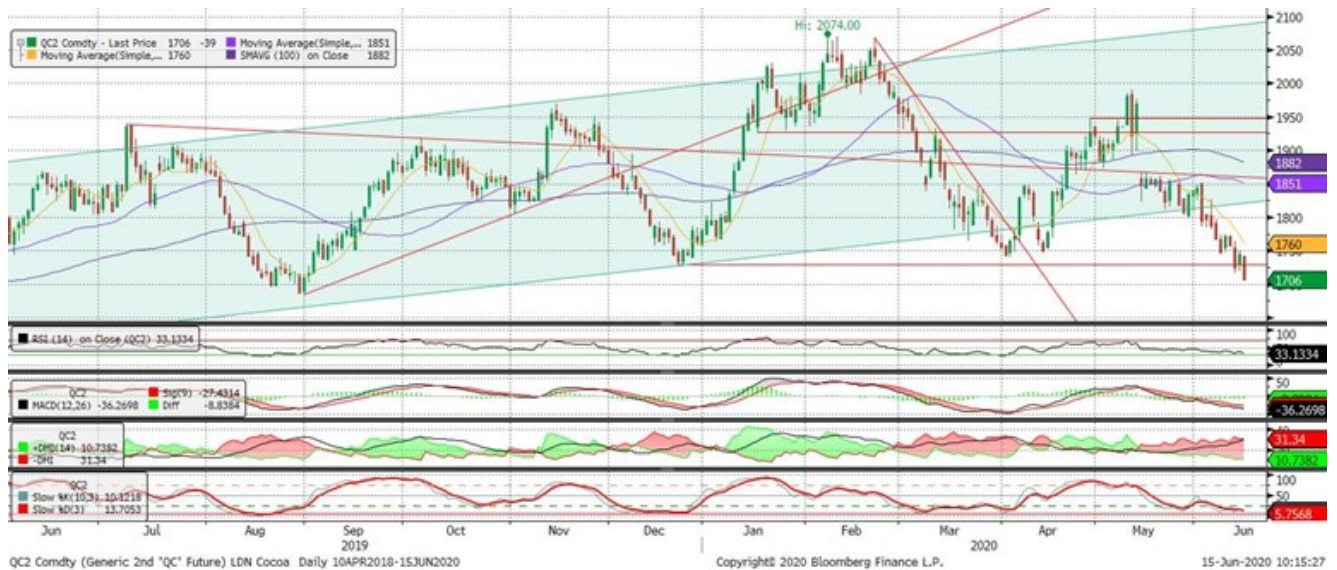 Hi: 2074.00
QC2 Comdty - Last Price 1706 -39
Moving Average(Simple,... 1851
Moving Average(Simple,... 1760
SMAVG (100) on Close 1882
2100
2050
2000
1950
1900
1882
1851
1800
1760
1750
1706
RSI (14) on Close (QC2) 33.1334
100
33.1334
QC2
Sig(9) -27.4314
MACD(12,26) -36.2698
Diff -8.8384
50
-36.2698
QC2
+DMI(14) 10.7382
-DMI 31.34
31.34
10.7382
QC2
Slow %K(10,3) 10.1218
Slow %D(3) 13.7053
100
50
5.7568
Jun Jul Aug Sep Oct Nov Dec Jan Feb Mar Apr May Jun
2019 2020
QC2 Comdty (Generic 2nd "QC" Future) LDN Cocoa Daily 10APR2018-15JUN2020 Copyright© 2020 Bloomberg Finance L.P. 15-Jun-2020 10:15:27